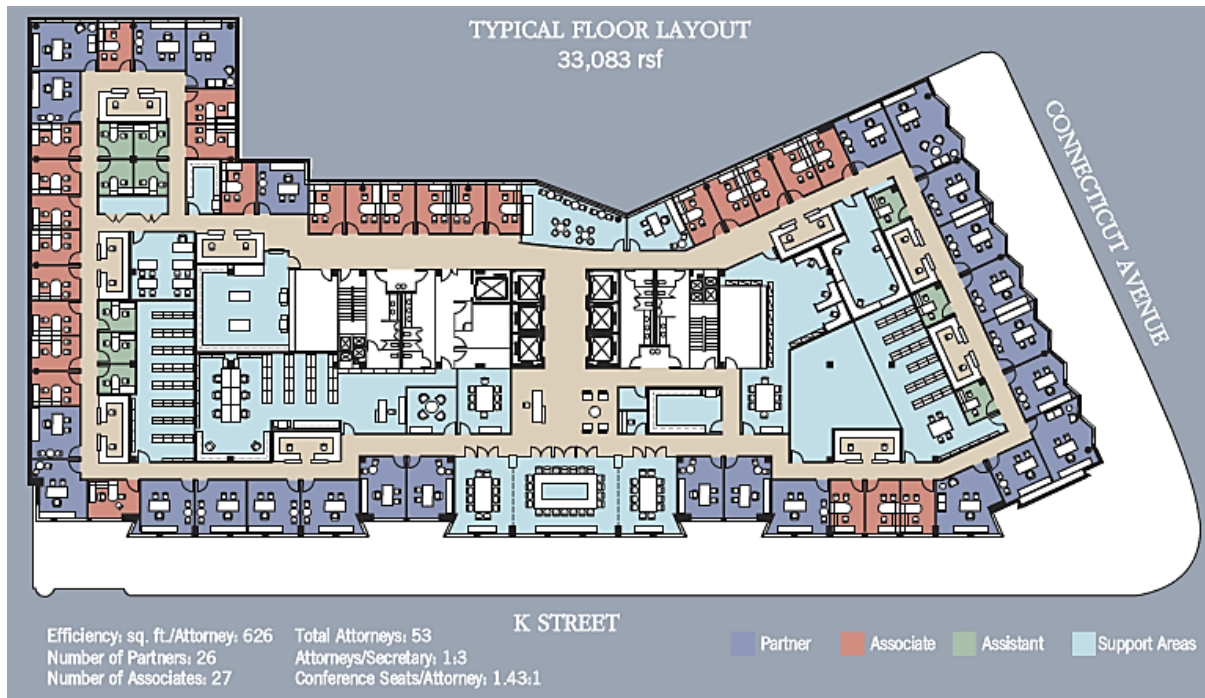 TYPICAL FLOOR LAYOUT
33,083 rsf
CONNECTICUT AVENUE
K STREET
Efficiency: sq. ft./Attorney: 626
Number of Partners: 26
Number of Associates: 27
Total Attorneys: 53
Attorneys/Secretary: 1:3
Conference Seats/Attorney: 1.43:1
Partner
Associate
Assistant
Support Areas